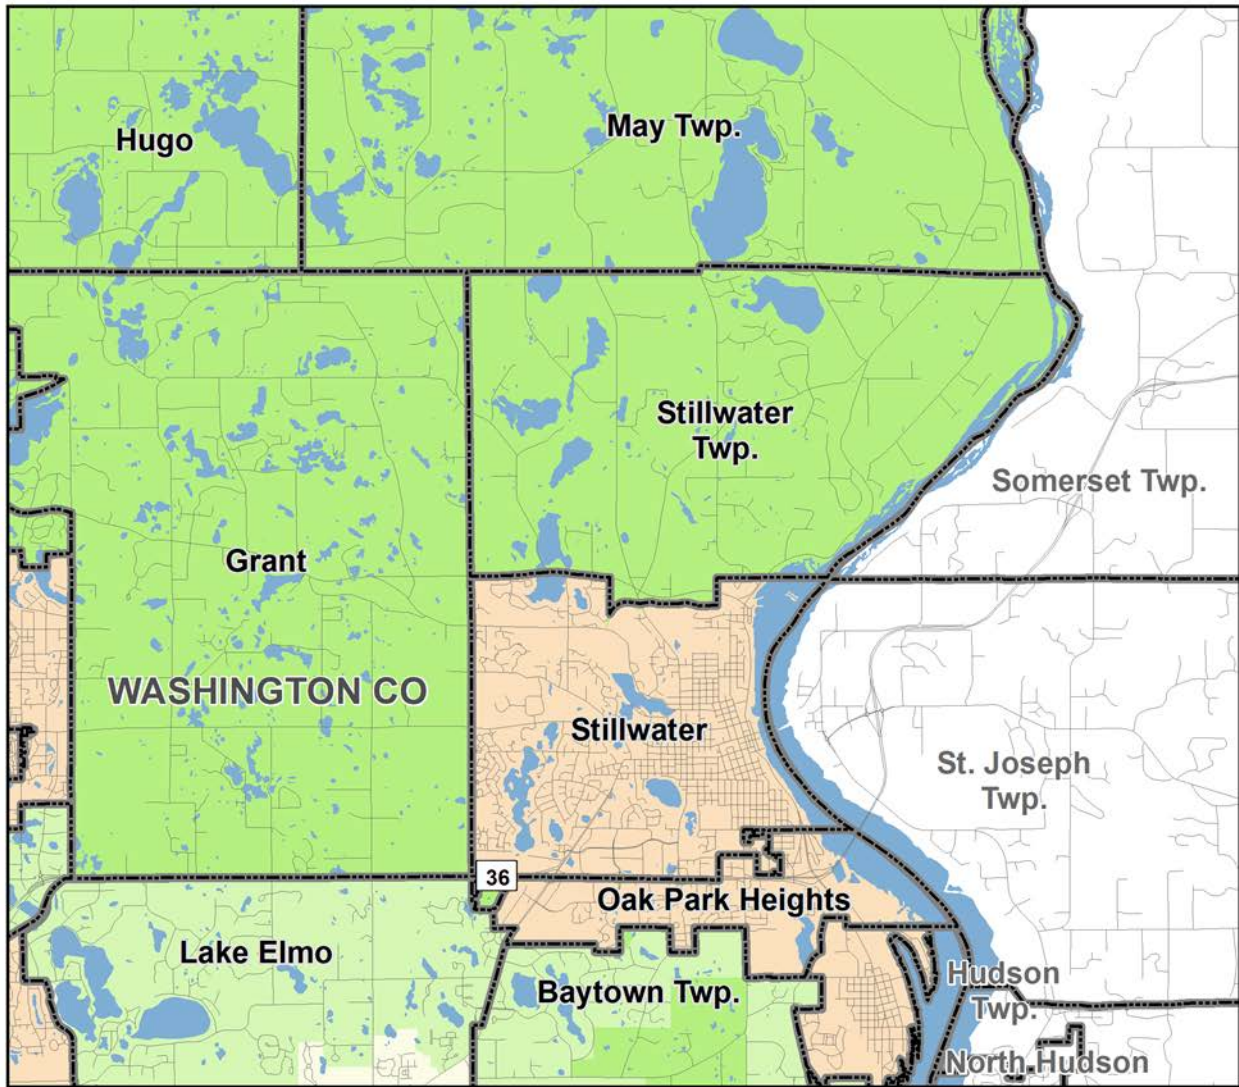 Hugo
May Twp.
Stillwater
Twp.
Somerset Twp.
Grant
WASHINGTON CO
Stillwater
St. Joseph
Twp.
36
Oak Park Heights
Lake Elmo
Baytown Twp.
Hudson
Twp.
North Hudson